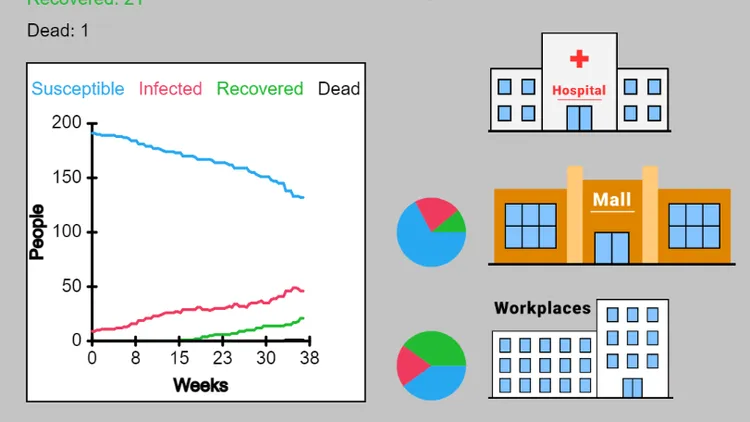 Recovered: 21
Dead: 1
Susceptible Infected Recovered Dead
200
150
100
50
0
People
0 8 15 23 30 38
Weeks
Hospital
Mall
Workplaces